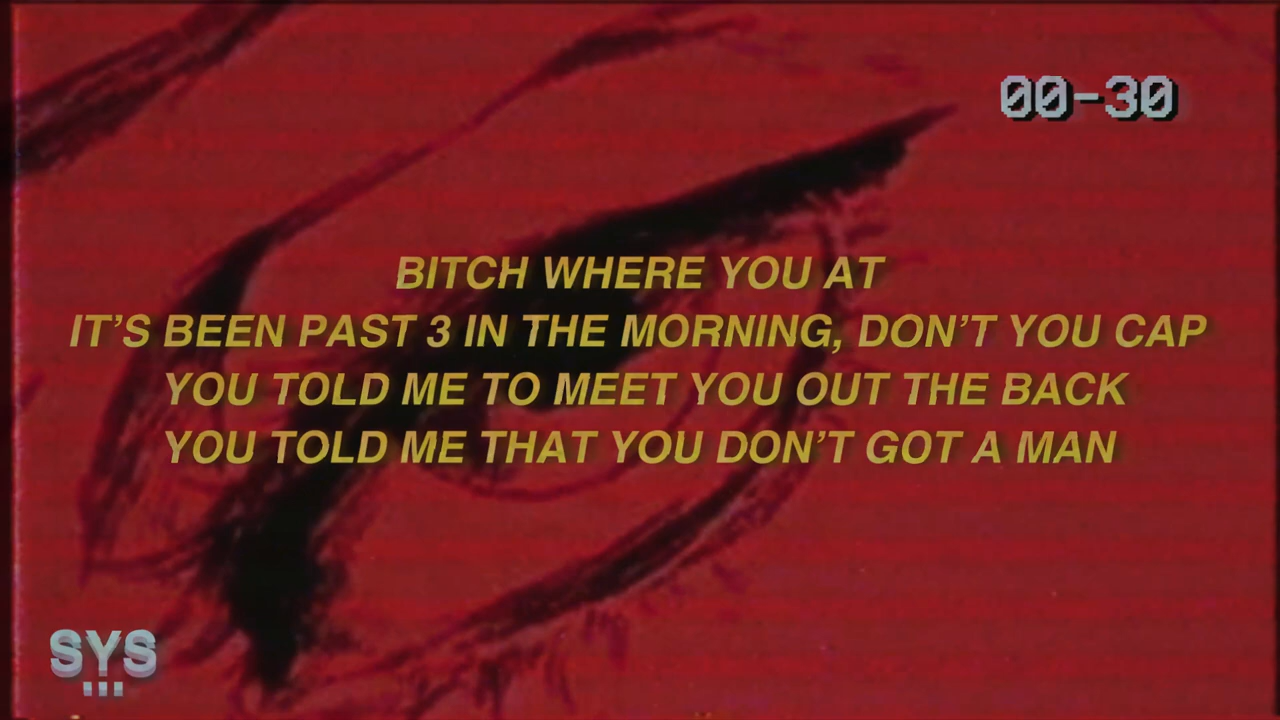 00-30
BITCH WHERE YOU AT
IT’S BEEN PAST 3 IN THE MORNING, DON’T YOU CAP
YOU TOLD ME TO MEET YOU OUT THE BACK
YOU TOLD ME THAT YOU DON’T GOT A MAN
SYS